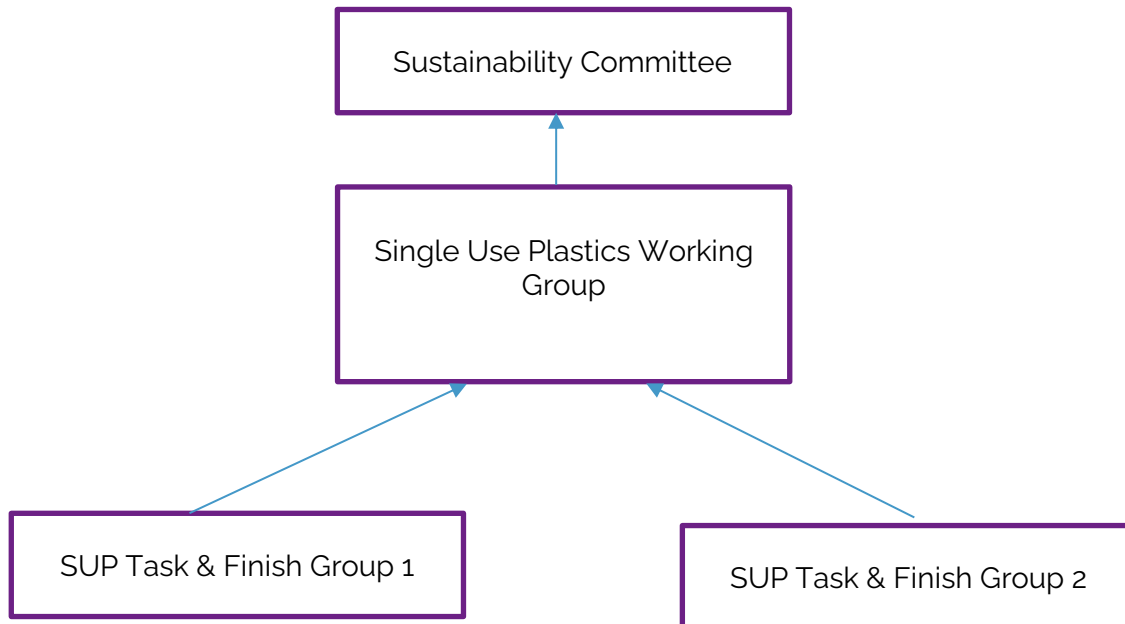 Sustainability Committee
Single Use Plastics Working
Group
SUP Task & Finish Group 1
SUP Task & Finish Group 2